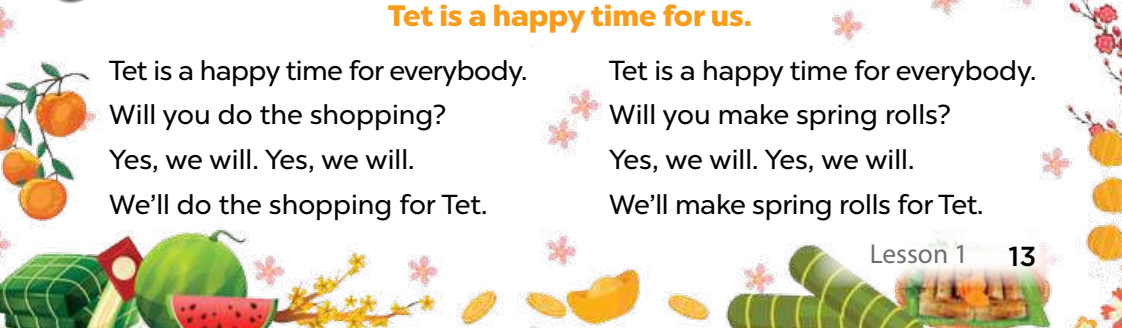 Tet is a happy time for us.
Tet is a happy time for everybody.
Will you do the shopping?
Yes, we will. Yes, we will.
We'll do the shopping for Tet.
Tet is a happy time for everybody.
Will you make spring rolls?
Yes, we will. Yes, we will.
We'll make spring rolls for Tet.
Lesson 1 13